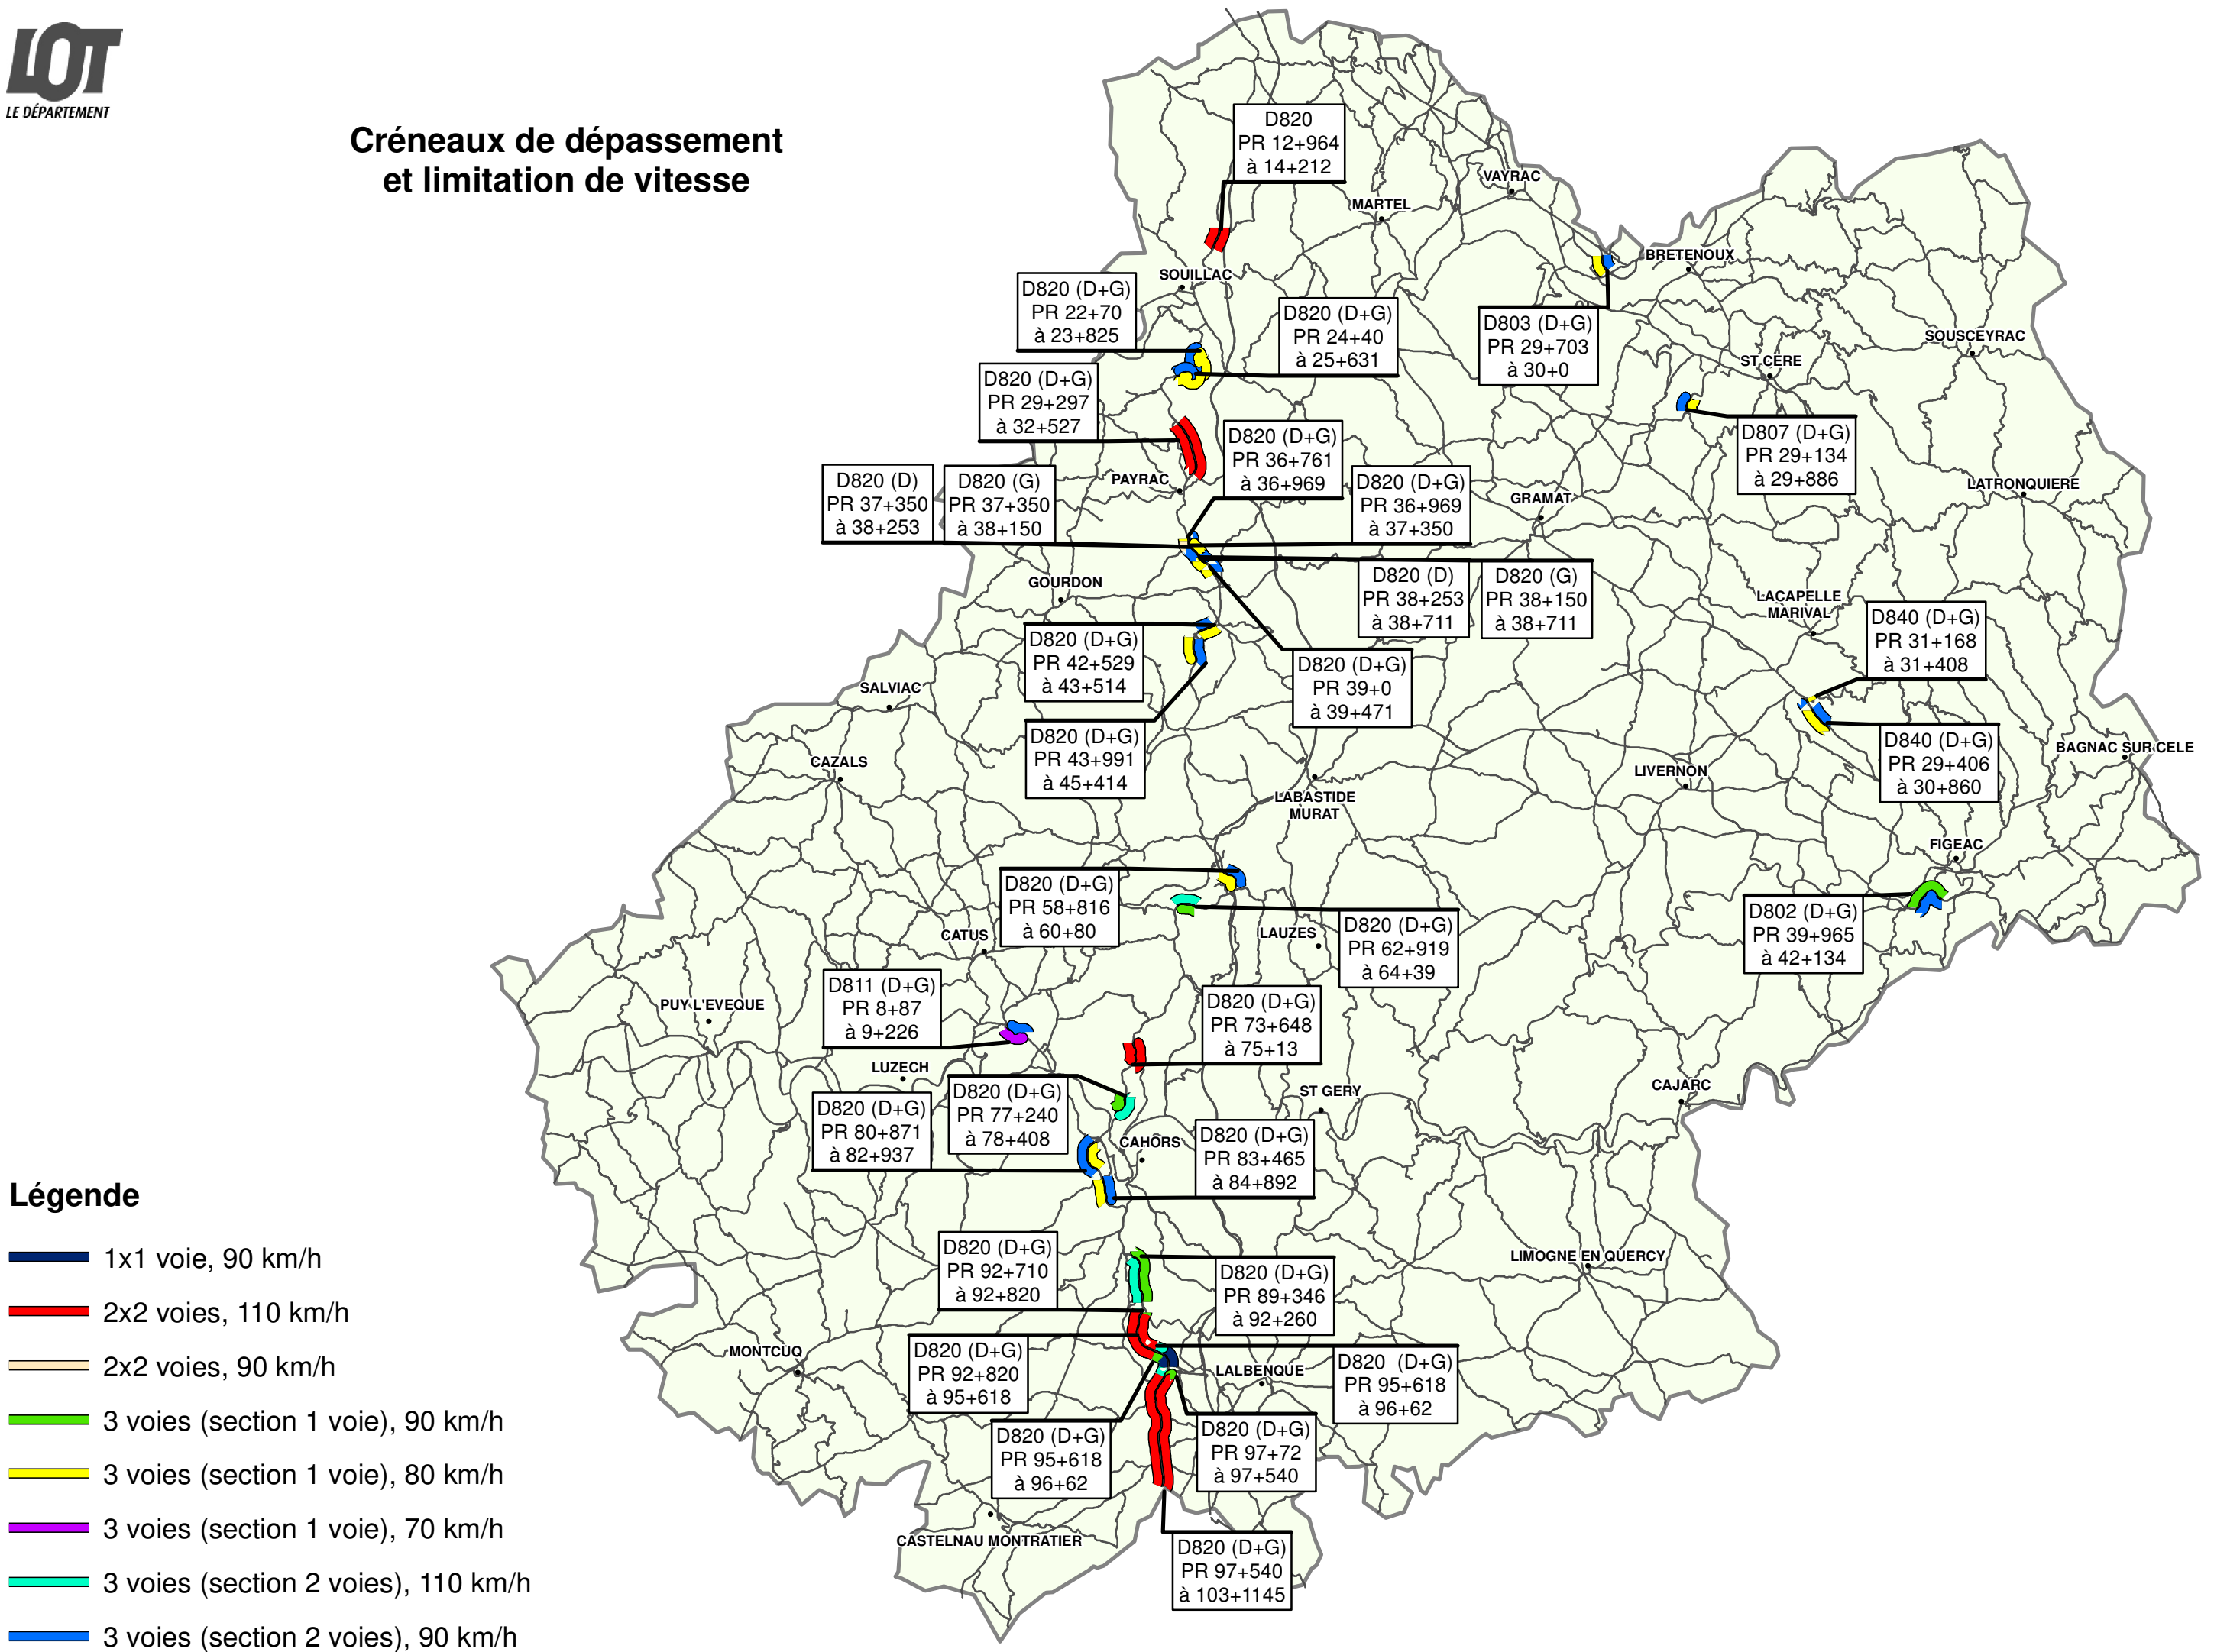 LOT
LE DÉPARTEMENT
Créneaux de dépassement
et limitation de vitesse
D820
PR 12+964
à 14+212
VAYRAC
MARTEL
BRETENOUX
SOUILLAC
D820 (D+G)
PR 22+70
à 23+825
D820 (D+G)
PR 24+40
à 25+631
D803 (D+G)
PR 29+703
à 30+0
SOUSCEYRAC
ST CERE
D820 (D+G)
PR 29+297
à 32+527
D807 (D+G)
PR 29+134
à 29+886
D820 (D+G)
PR 36+761
à 36+969
PAYRAC
D820 (D)
PR 37+350
à 38+253
D820 (G)
PR 37+350
à 38+150
D820 (D+G)
PR 36+969
à 37+350
GRAMAT
LATRONQUIERE
GOURDON
D820 (D)
PR 38+253
à 38+711
D820 (G)
PR 38+150
à 38+711
LACAPELLE
MARIVAL
D840 (D+G)
PR 31+168
à 31+408
D820 (D+G)
PR 42+529
à 43+514
D820 (D+G)
PR 39+0
à 39+471
SALVIAC
D820 (D+G)
PR 43+991
à 45+414
D840 (D+G)
PR 29+406
à 30+860
BAGNAC SUR CELE
CAZALS
LIVERNON
LABASTIDE
MURAT
FIGEAC
D820 (D+G)
PR 58+816
à 60+80
D802 (D+G)
PR 39+965
à 42+134
D820 (D+G)
PR 62+919
à 64+39
CATUS
LAUZES
D811 (D+G)
PR 8+87
à 9+226
PUY L'EVEQUE
D820 (D+G)
PR 73+648
à 75+13
LUZECH
D820 (D+G)
PR 77+240
à 78+408
ST GERY
CAJARC
D820 (D+G)
PR 80+871
à 82+937
CAHORS
D820 (D+G)
PR 83+465
à 84+892
Légende
1x1 voie, 90 km/h
2x2 voies, 110 km/h
2x2 voies, 90 km/h
3 voies (section 1 voie), 90 km/h
3 voies (section 1 voie), 80 km/h
3 voies (section 1 voie), 70 km/h
3 voies (section 2 voies), 110 km/h
3 voies (section 2 voies), 90 km/h
D820 (D+G)
PR 92+710
à 92+820
D820 (D+G)
PR 89+346
à 92+260
LIMOGNE EN QUERCY
MONTCUQ
D820 (D+G)
PR 92+820
à 95+618
LALBENQUE
D820 (D+G)
PR 95+618
à 96+62
D820 (D+G)
PR 95+618
à 96+62
D820 (D+G)
PR 97+72
à 97+540
CASTELNAU MONTRATIER
D820 (D+G)
PR 97+540
à 103+1145